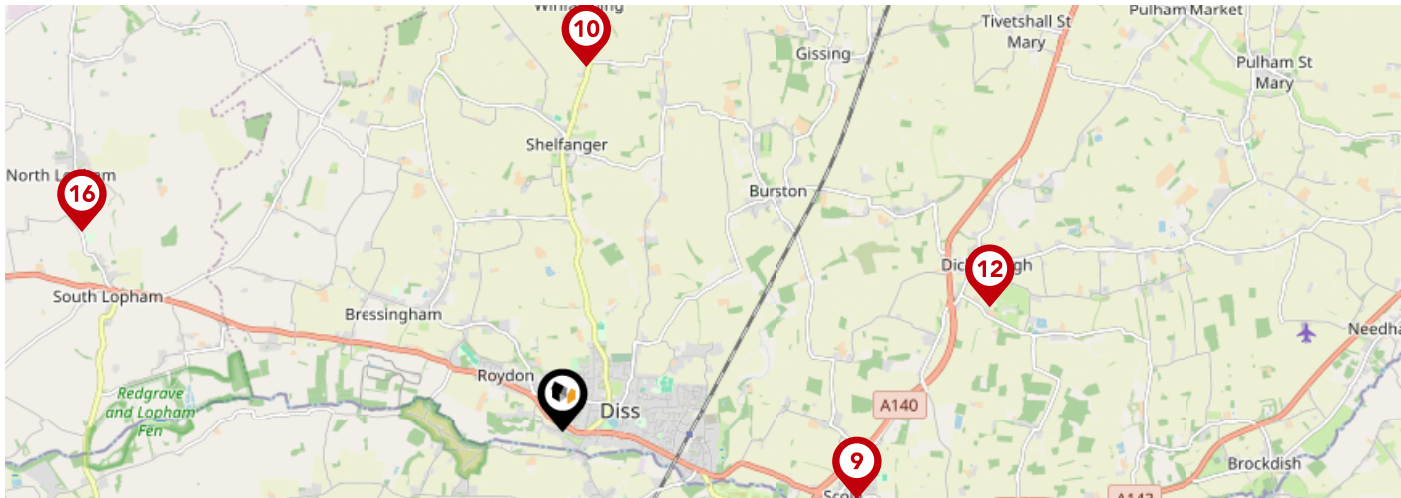 10
Tivetshall St
Mary
Pulham Market
Gissing
Pulham St
Mary
Shelfanger
16
Burston
12
South Lopham
Bressingham
Roydon
Redgrave
and Lopham
Fen
Diss
A140
9
Brockdish